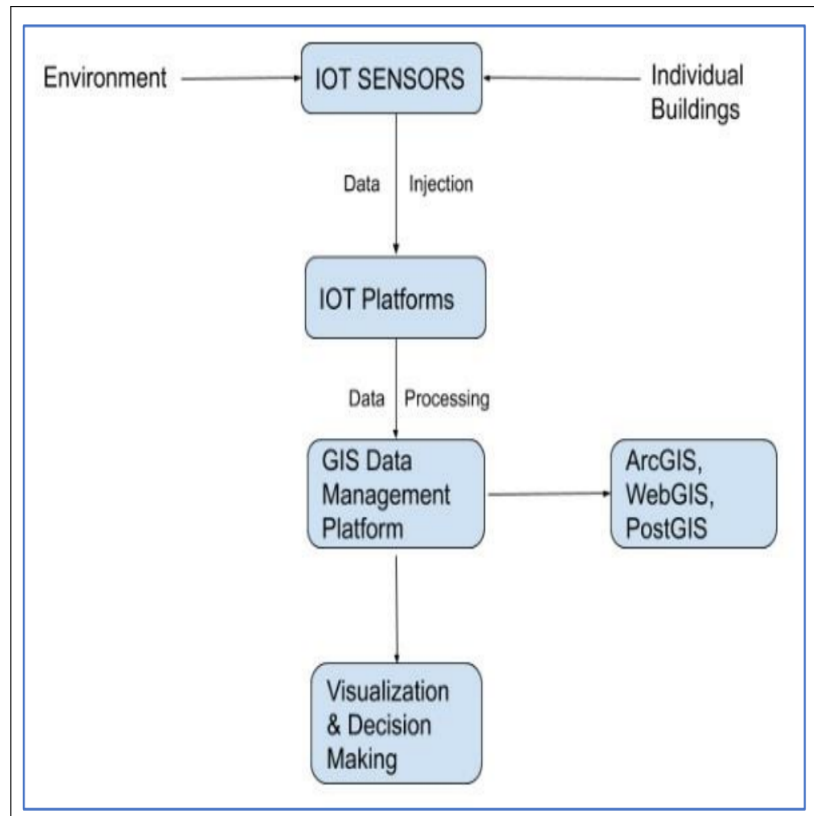 Environment
IOT SENSORS
Individual
Buildings
Data Injection
IOT Platforms
Data Processing
GIS Data
Management
Platform
ArcGIS,
WebGIS,
PostGIS
Visualization
& Decision
Making